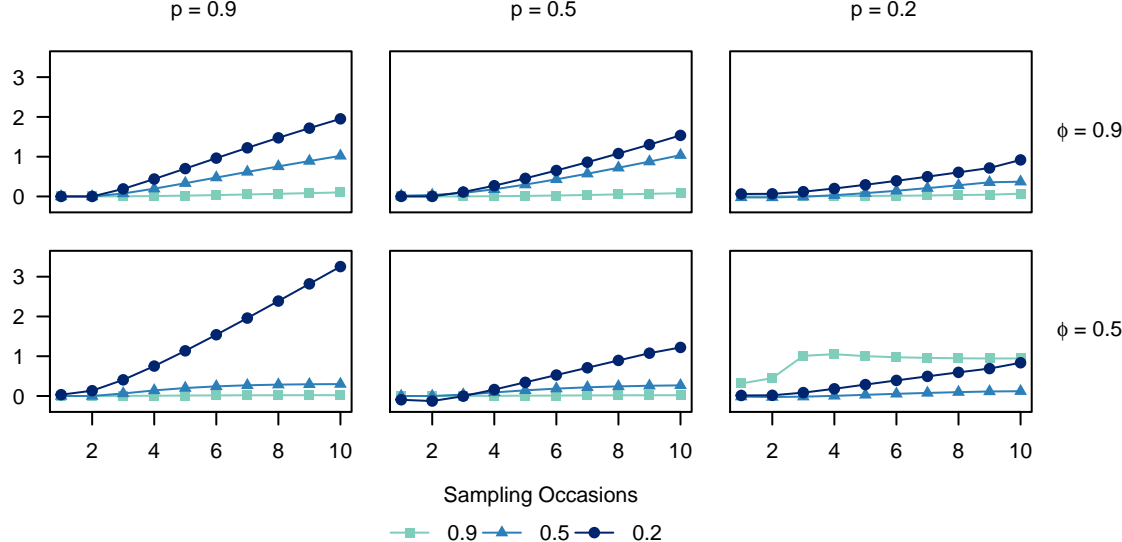 p = 0.9 p = 0.5 p = 0.2
3
2
1
0
ϕ = 0.9
3
2
1
0
ϕ = 0.5
2 4 6 8 10 2 4 6 8 10 2 4 6 8 10
Sampling Occasions
0.9 0.5 0.2